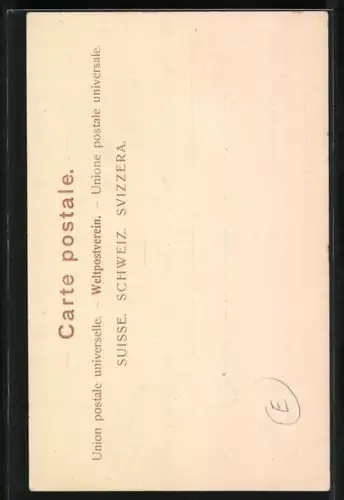 Carte postale.
Union postale universelle. – Weltpostverein. – Unione postale universale.
SUISSE. SCHWEIZ. SVIZZERA.
E